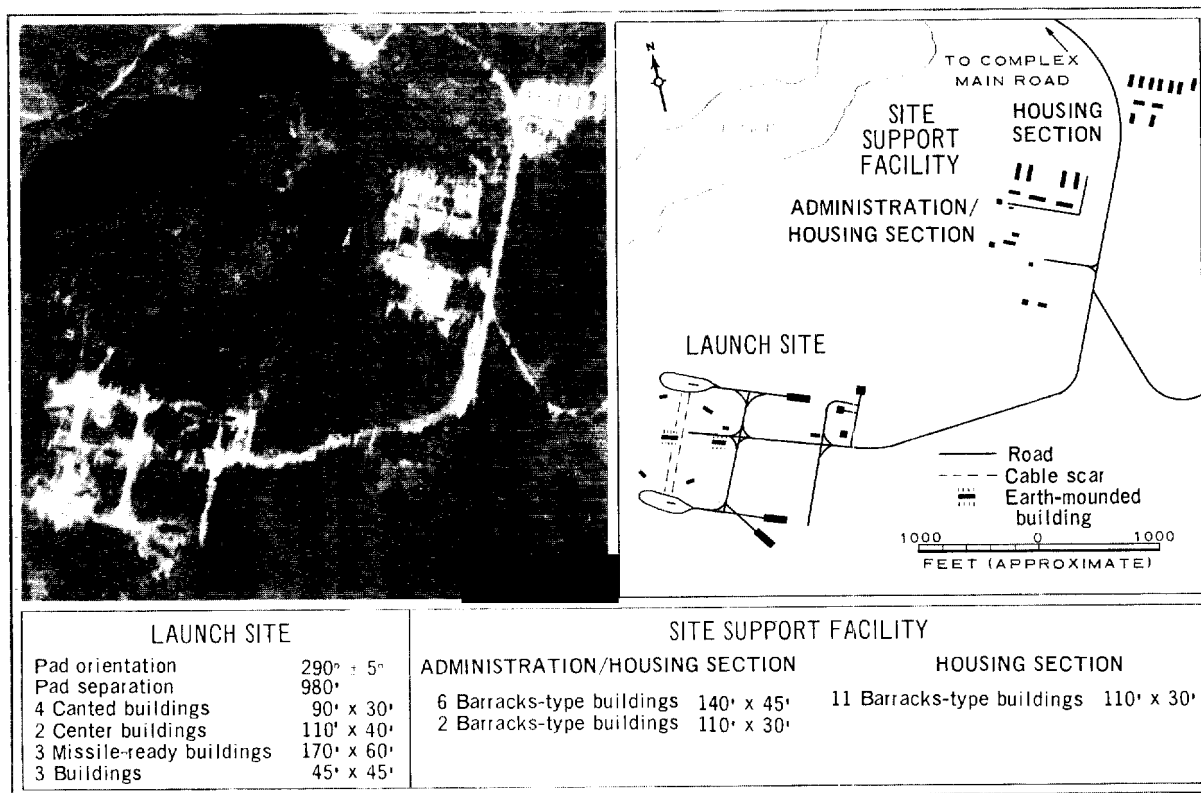 N
TO COMPLEX
MAIN ROAD
HOUSING
SECTION
SITE
SUPPORT
FACILITY
ADMINISTRATION/
HOUSING SECTION
LAUNCH SITE
Road
Cable scar
Earth-mounded
building
1000 0 1000
FEET (APPROXIMATE)
LAUNCH SITE
Pad orientation 290° ± 5°
Pad separation 980'
4 Canted buildings 90' x 30'
2 Center buildings 110' x 40'
3 Missile-ready buildings 170' x 60'
3 Buildings 45' x 45'
SITE SUPPORT FACILITY
ADMINISTRATION/HOUSING SECTION
6 Barracks-type buildings 140' x 45'
2 Barracks-type buildings 110' x 30'
HOUSING SECTION
11 Barracks-type buildings 110' x 30'